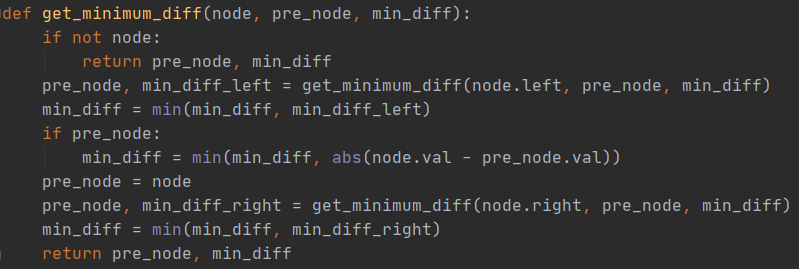 def get_minimum_diff(node, pre_node, min_diff):
    if not node:
        return pre_node, min_diff
    pre_node, min_diff_left = get_minimum_diff(node.left, pre_node, min_diff)
    min_diff = min(min_diff, min_diff_left)
    if pre_node:
        min_diff = min(min_diff, abs(node.val - pre_node.val))
    pre_node = node
    pre_node, min_diff_right = get_minimum_diff(node.right, pre_node, min_diff)
    min_diff = min(min_diff, min_diff_right)
    return pre_node, min_diff